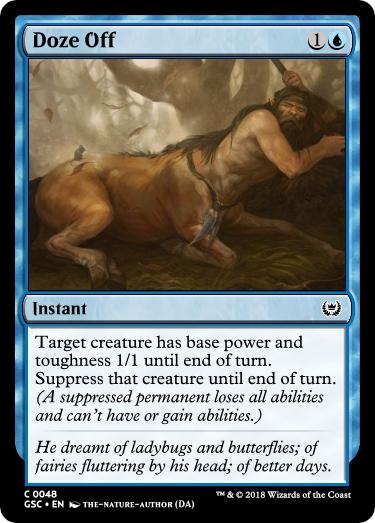 Doze Off 1
Instant
Target creature has base power and
toughness 1/1 until end of turn.
Suppress that creature until end of turn.
(A suppressed permanent loses all abilities
and can't have or gain abilities.)
He dreamt of ladybugs and butterflies; of
fairies fluttering by his head; of better days.
C 0048
GSC • EN THE-NATURE-AUTHOR (DA)
™ & © 2018 Wizards of the Coast